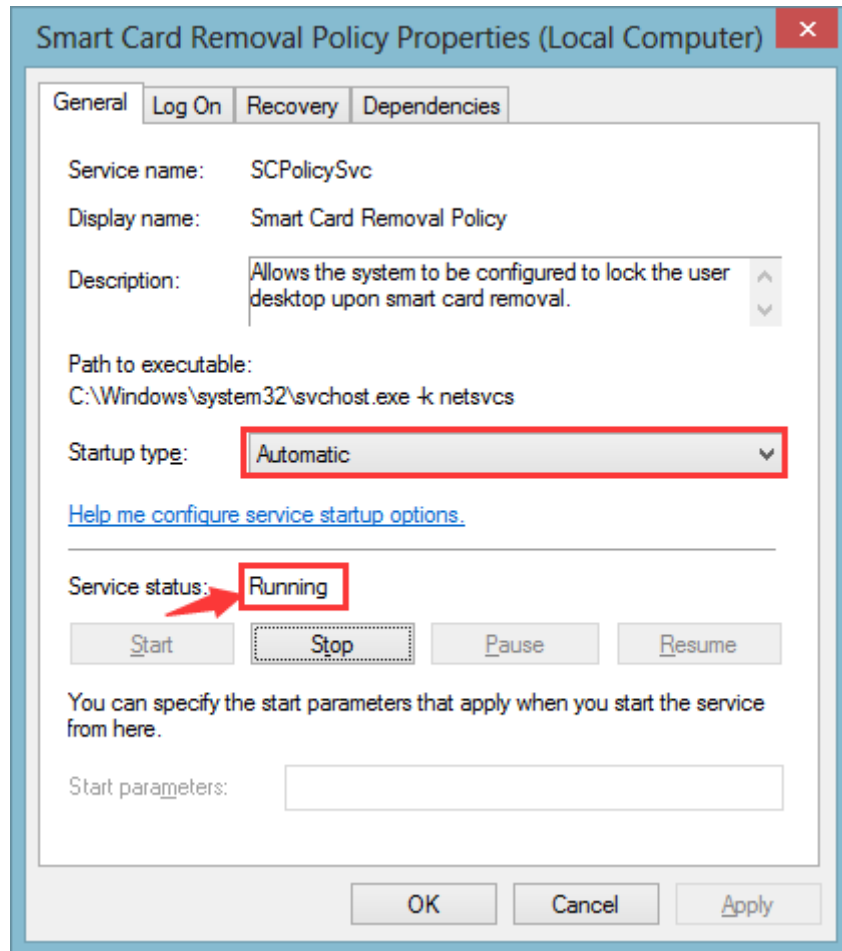 Smart Card Removal Policy Properties (Local Computer)
General Log On Recovery Dependencies
Service name: SCPolicySvc
Display name: Smart Card Removal Policy
Description: Allows the system to be configured to lock the user
desktop upon smart card removal.
Path to executable:
C:\Windows\system32\svchost.exe -k netsvcs
Startup type: Automatic
Help me configure service startup options.
Service status: Running
Start Stop Pause Resume
You can specify the start parameters that apply when you start the service
from here.
Start parameters:
OK Cancel Apply